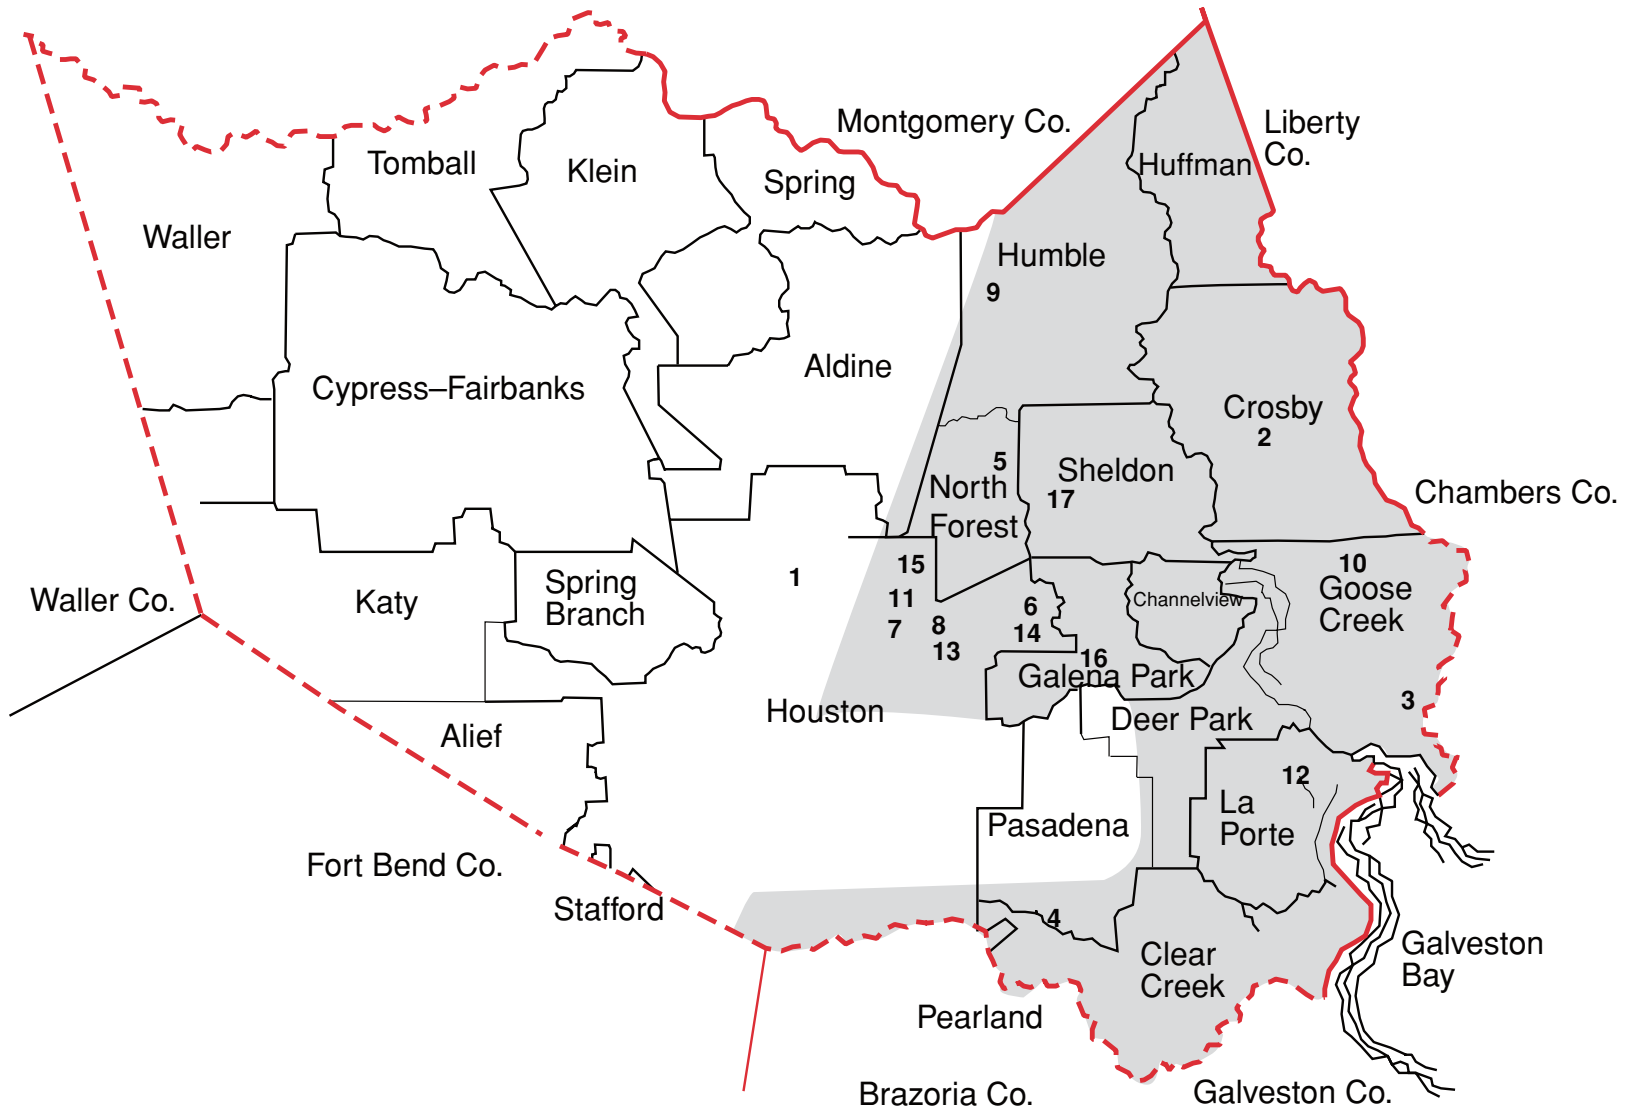 Montgomery Co.
Liberty
Co.
Tomball
Klein
Spring
Huffman
Waller
Humble
9
Aldine
Cypress–Fairbanks
Crosby
2
5
North
Forest
Sheldon
17
Chambers Co.
1
15
11
7
8
13
6
14
16
Channelview
10
Goose
Creek
3
Waller Co.
Katy
Spring
Branch
Galena Park
Houston
Deer Park
Alief
12
La
Porte
Pasadena
Fort Bend Co.
Stafford
4
Clear
Creek
Galveston
Bay
Pearland
Brazoria Co.
Galveston Co.